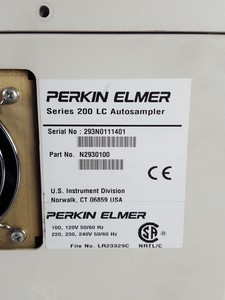 PERKIN ELMER
Series 200 LC Autosampler
Serial No : 293N0111401
Part No. N2930100
U.S. Instrument Division
Norwalk, CT 06859 USA
PERKIN ELMER
100, 120V 50/60 Hz
220, 230, 240V 50/60 Hz
File No. LR23329C
SA
NRTL/C